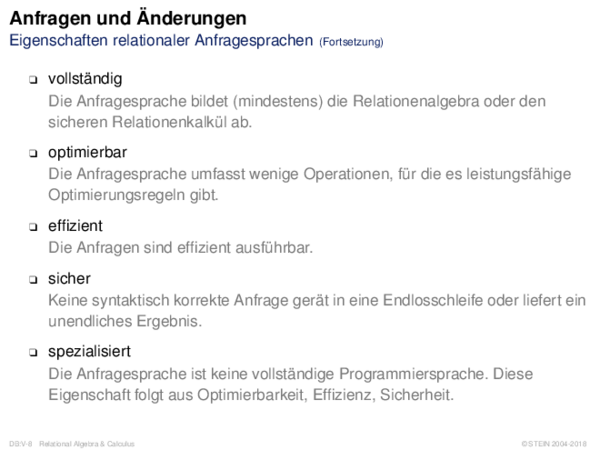 Anfragen und Änderungen
Eigenschaften relationaler Anfragesprachen (Fortsetzung)
❑ vollständig
Die Anfragesprache bildet (mindestens) die Relationenalgebra oder den
sicheren Relationenkalkül ab.
❑ optimierbar
Die Anfragesprache umfasst wenige Operationen, für die es leistungsfähige
Optimierungsregeln gibt.
❑ effizient
Die Anfragen sind effizient ausführbar.
❑ sicher
Keine syntaktisch korrekte Anfrage gerät in eine Endlosschleife oder liefert ein
unendliches Ergebnis.
❑ spezialisiert
Die Anfragesprache ist keine vollständige Programmiersprache. Diese
Eigenschaft folgt aus Optimierbarkeit, Effizienz, Sicherheit.
DB:V-8 Relational Algebra & Calculus © STEIN 2004-2018